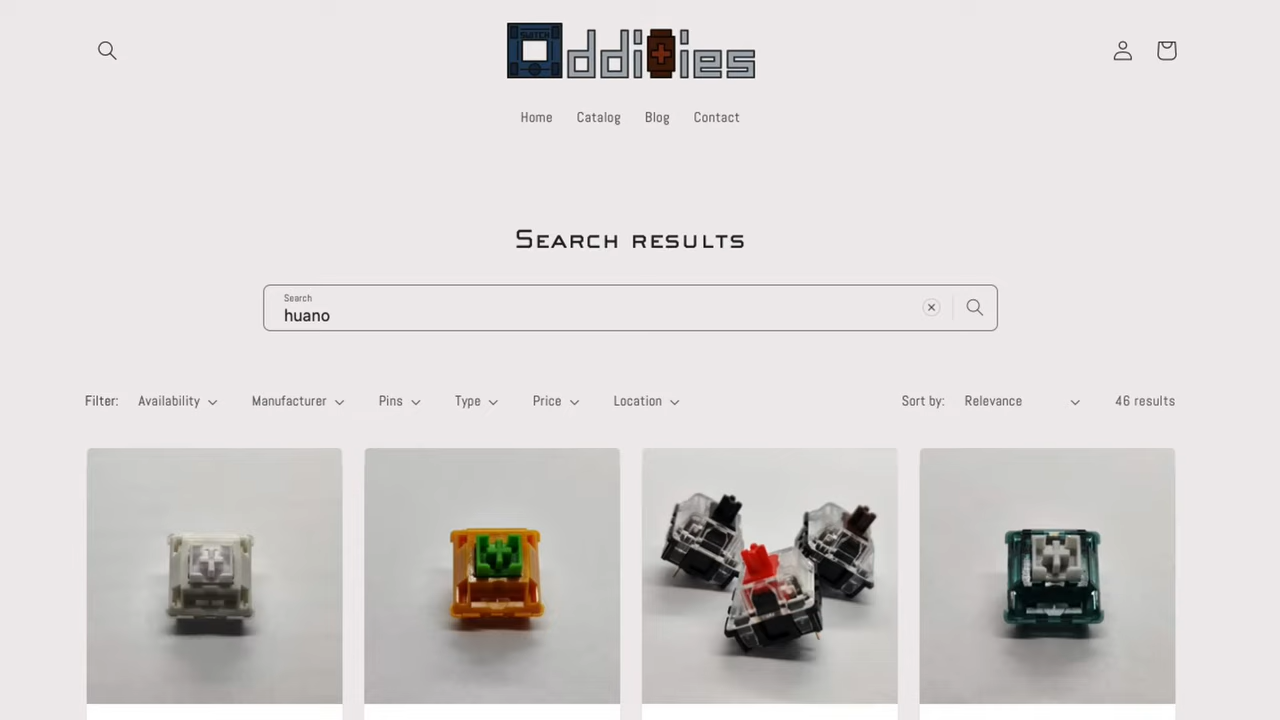 SWITCH
Oddities
Home Catalog Blog Contact
Search results
Search
huano
Filter: Availability Manufacturer Pins Type Price Location Sort by: Relevance 46 results